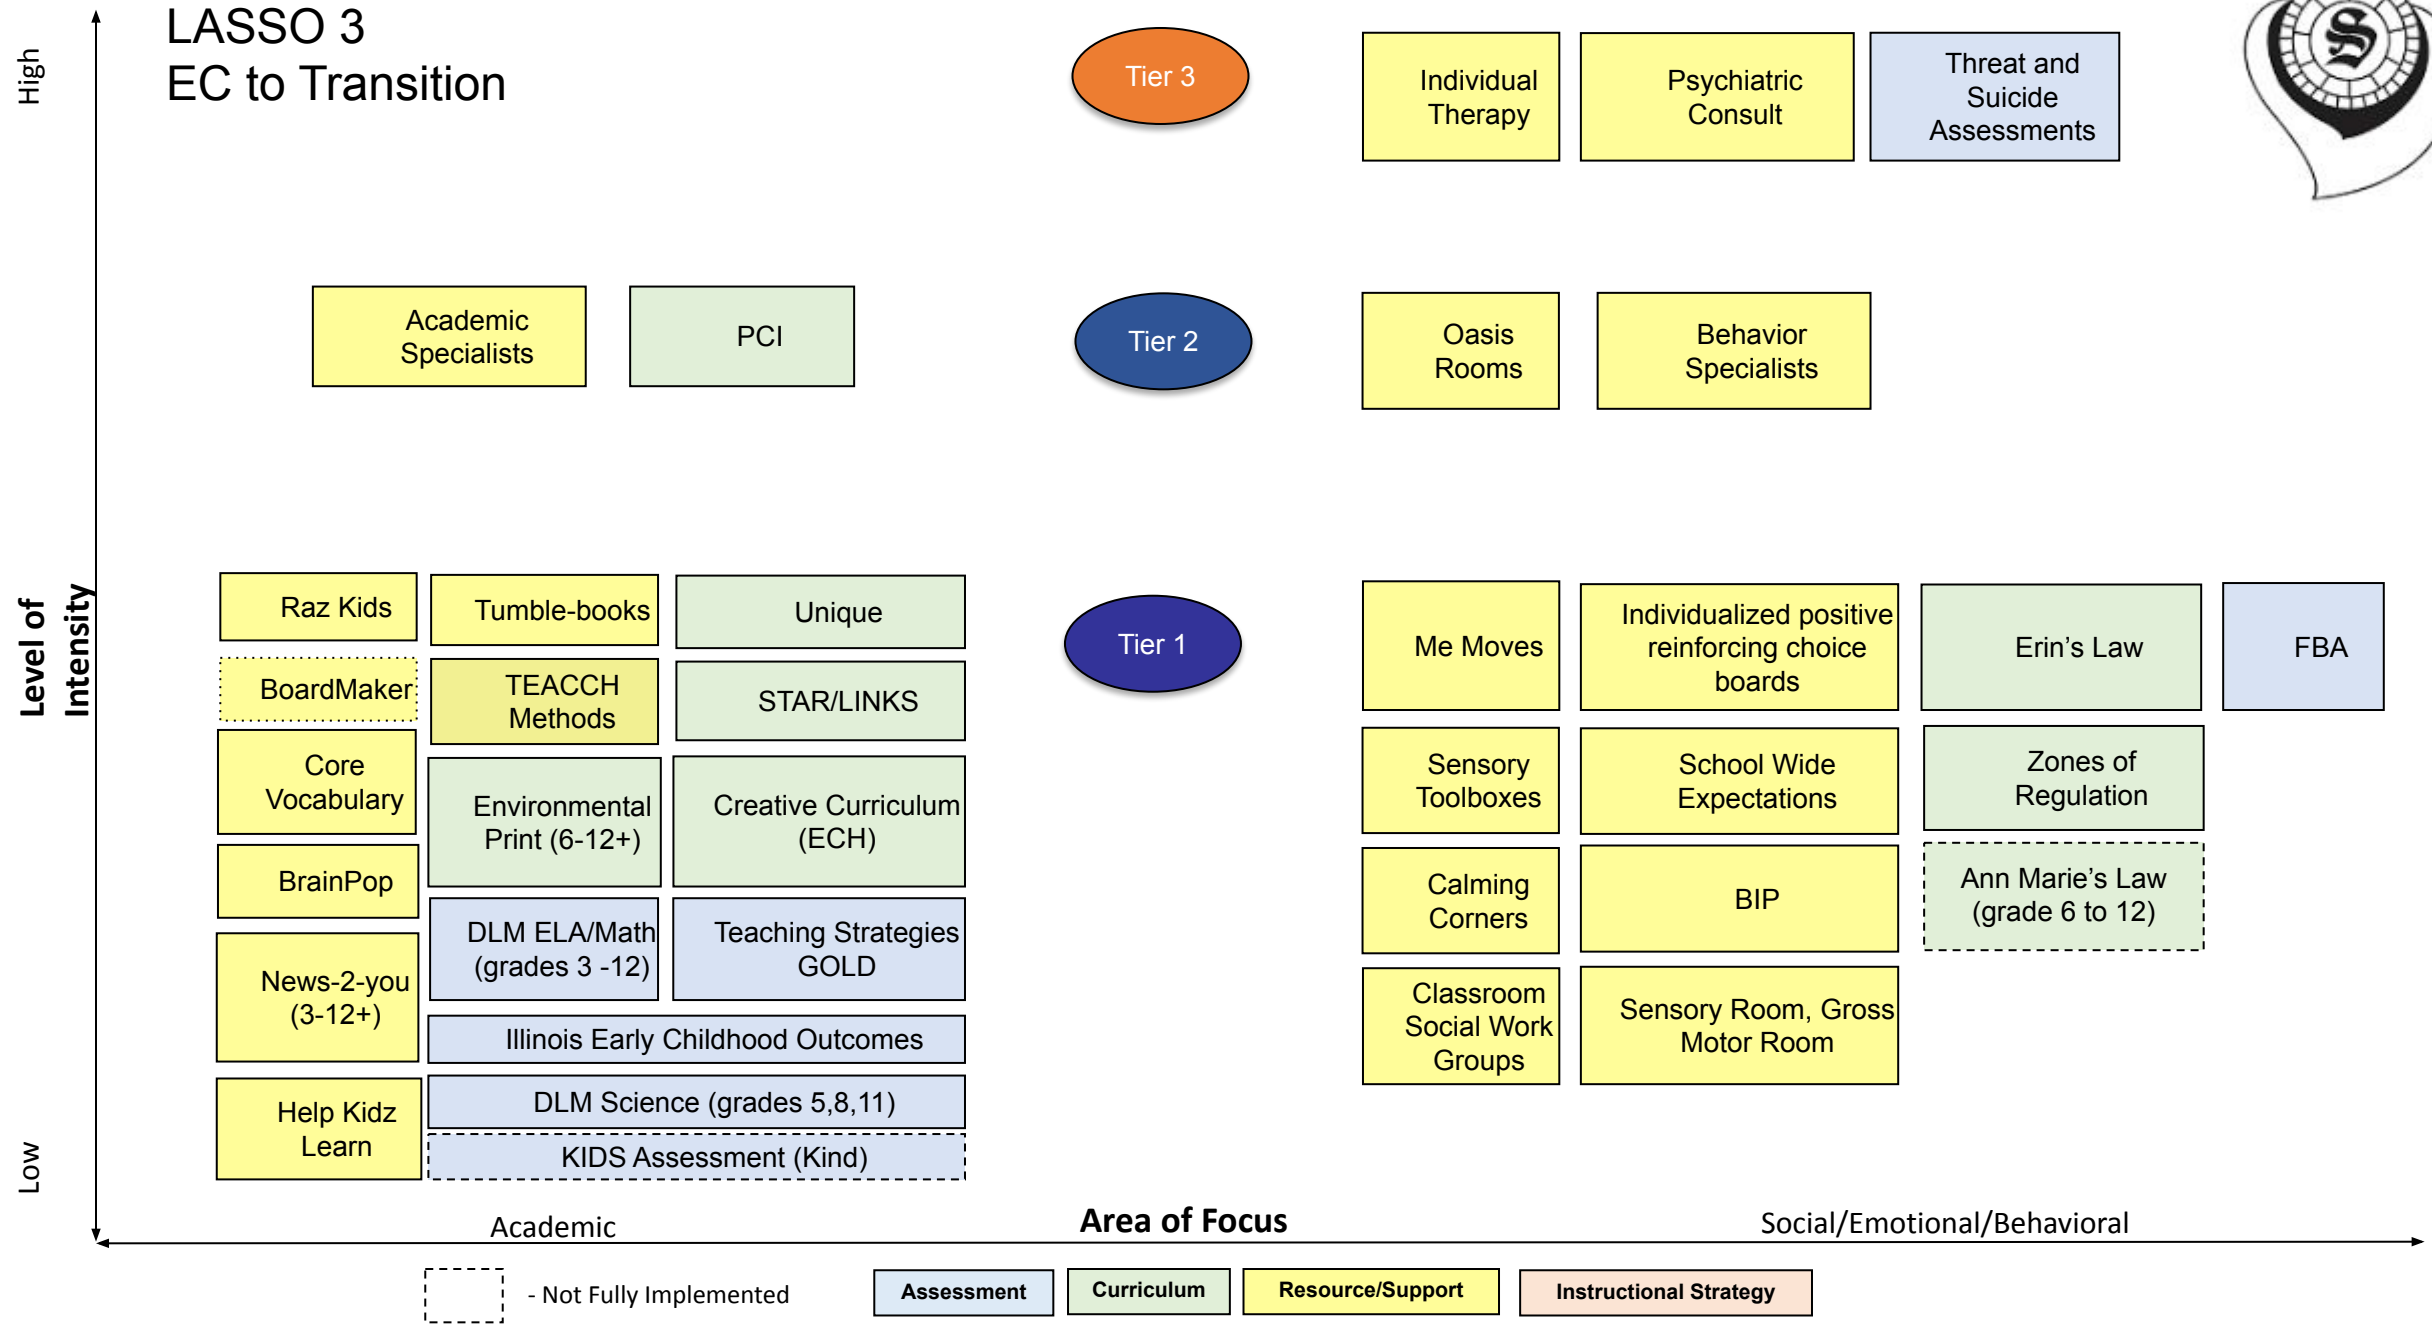 LASSO 3
EC to Transition
High
Level of
Intensity
Low
Tier 3
Individual
Therapy
Psychiatric
Consult
Threat and
Suicide
Assessments
S
Academic
Specialists
PCI
Tier 2
Oasis
Rooms
Behavior
Specialists
Raz Kids
Tumble-books
Unique
BoardMaker
TEACCH
Methods
STAR/LINKS
Core
Vocabulary
Environmental
Print (6-12+)
Creative Curriculum
(ECH)
BrainPop
DLM ELA/Math
(grades 3 -12)
Teaching Strategies
GOLD
News-2-you
(3-12+)
Illinois Early Childhood Outcomes
DLM Science (grades 5,8,11)
Help Kidz
Learn
KIDS Assessment (Kind)
Tier 1
Me Moves
Individualized positive
reinforcing choice
boards
Erin’s Law
FBA
Sensory
Toolboxes
School Wide
Expectations
Zones of
Regulation
Calming
Corners
BIP
Ann Marie’s Law
(grade 6 to 12)
Classroom
Social Work
Groups
Sensory Room, Gross
Motor Room
Academic
Area of Focus
Social/Emotional/Behavioral
- Not Fully Implemented
Assessment
Curriculum
Resource/Support
Instructional Strategy